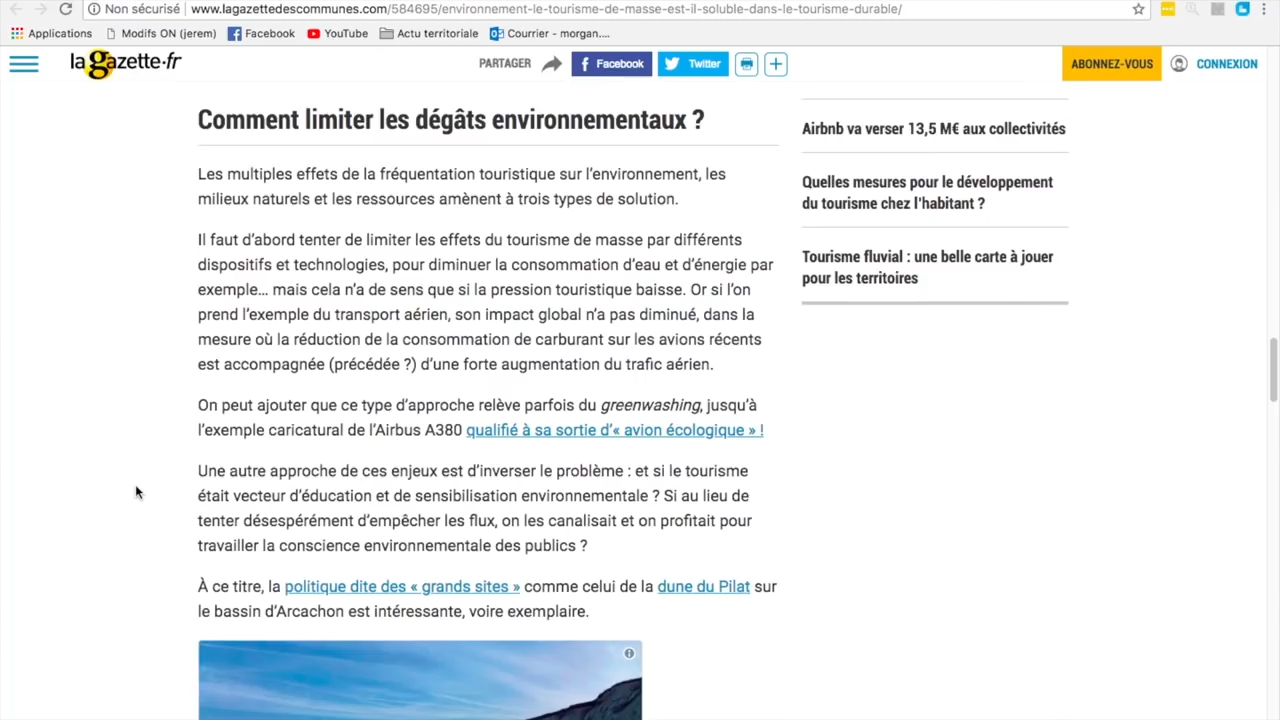 Non sécurisé | www.lagazettedescommunes.com/584695/environnement-le-tourisme-de-masse-est-il-soluble-dans-le-tourisme-durable/
Applications Modifs ON (jerem) Facebook YouTube Actu territoriale Courrier - morgan....
la gazette.fr PARTAGER Facebook Twitter ABONNEZ-VOUS CONNEXION
Comment limiter les dégâts environnementaux ?
Les multiples effets de la fréquentation touristique sur l'environnement, les
milieux naturels et les ressources amènent à trois types de solution.
Il faut d'abord tenter de limiter les effets du tourisme de masse par différents
dispositifs et technologies, pour diminuer la consommation d'eau et d'énergie par
exemple… mais cela n'a de sens que si la pression touristique baisse. Or si l'on
prend l'exemple du transport aérien, son impact global n'a pas diminué, dans la
mesure où la réduction de la consommation de carburant sur les avions récents
est accompagnée (précédée ?) d'une forte augmentation du trafic aérien.
On peut ajouter que ce type d'approche relève parfois du greenwashing, jusqu'à
l'exemple caricatural de l'Airbus A380 qualifié à sa sortie d'« avion écologique » !
Une autre approche de ces enjeux est d'inverser le problème : et si le tourisme
était vecteur d'éducation et de sensibilisation environnementale ? Si au lieu de
tenter désespérément d'empêcher les flux, on les canalisait et on profitait pour
travailler la conscience environnementale des publics ?
À ce titre, la politique dite des « grands sites » comme celui de la dune du Pilat sur
le bassin d'Arcachon est intéressante, voire exemplaire.
Airbnb va verser 13,5 M€ aux collectivités
Quelles mesures pour le développement
du tourisme chez l'habitant ?
Tourisme fluvial : une belle carte à jouer
pour les territoires